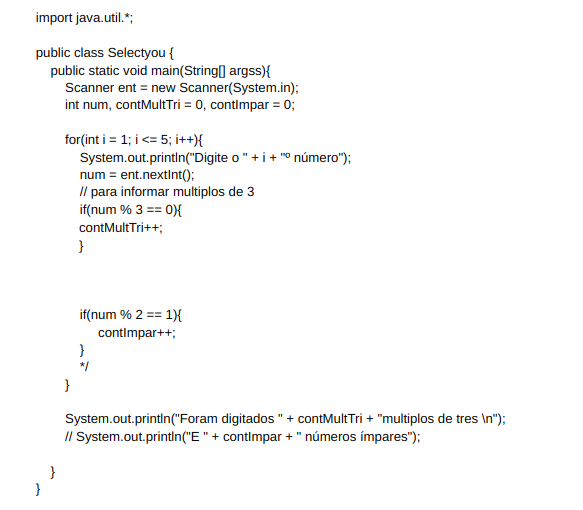 import java.util.*;
public class Selectyou {
public static void main(String[] argss){
Scanner ent = new Scanner(System.in);
int num, contMultTri = 0, contImpar = 0;
for(int i = 1; i <= 5; i++){
System.out.println("Digite o " + i + "º número");
num = ent.nextInt();
// para informar multiplos de 3
if(num % 3 == 0){
contMultTri++;
}
if(num % 2 == 1){
contImpar++;
}
*/
}
System.out.println("Foram digitados " + contMultTri + "multiplos de tres \n");
// System.out.println("E " + contImpar + " números ímpares");
}
}